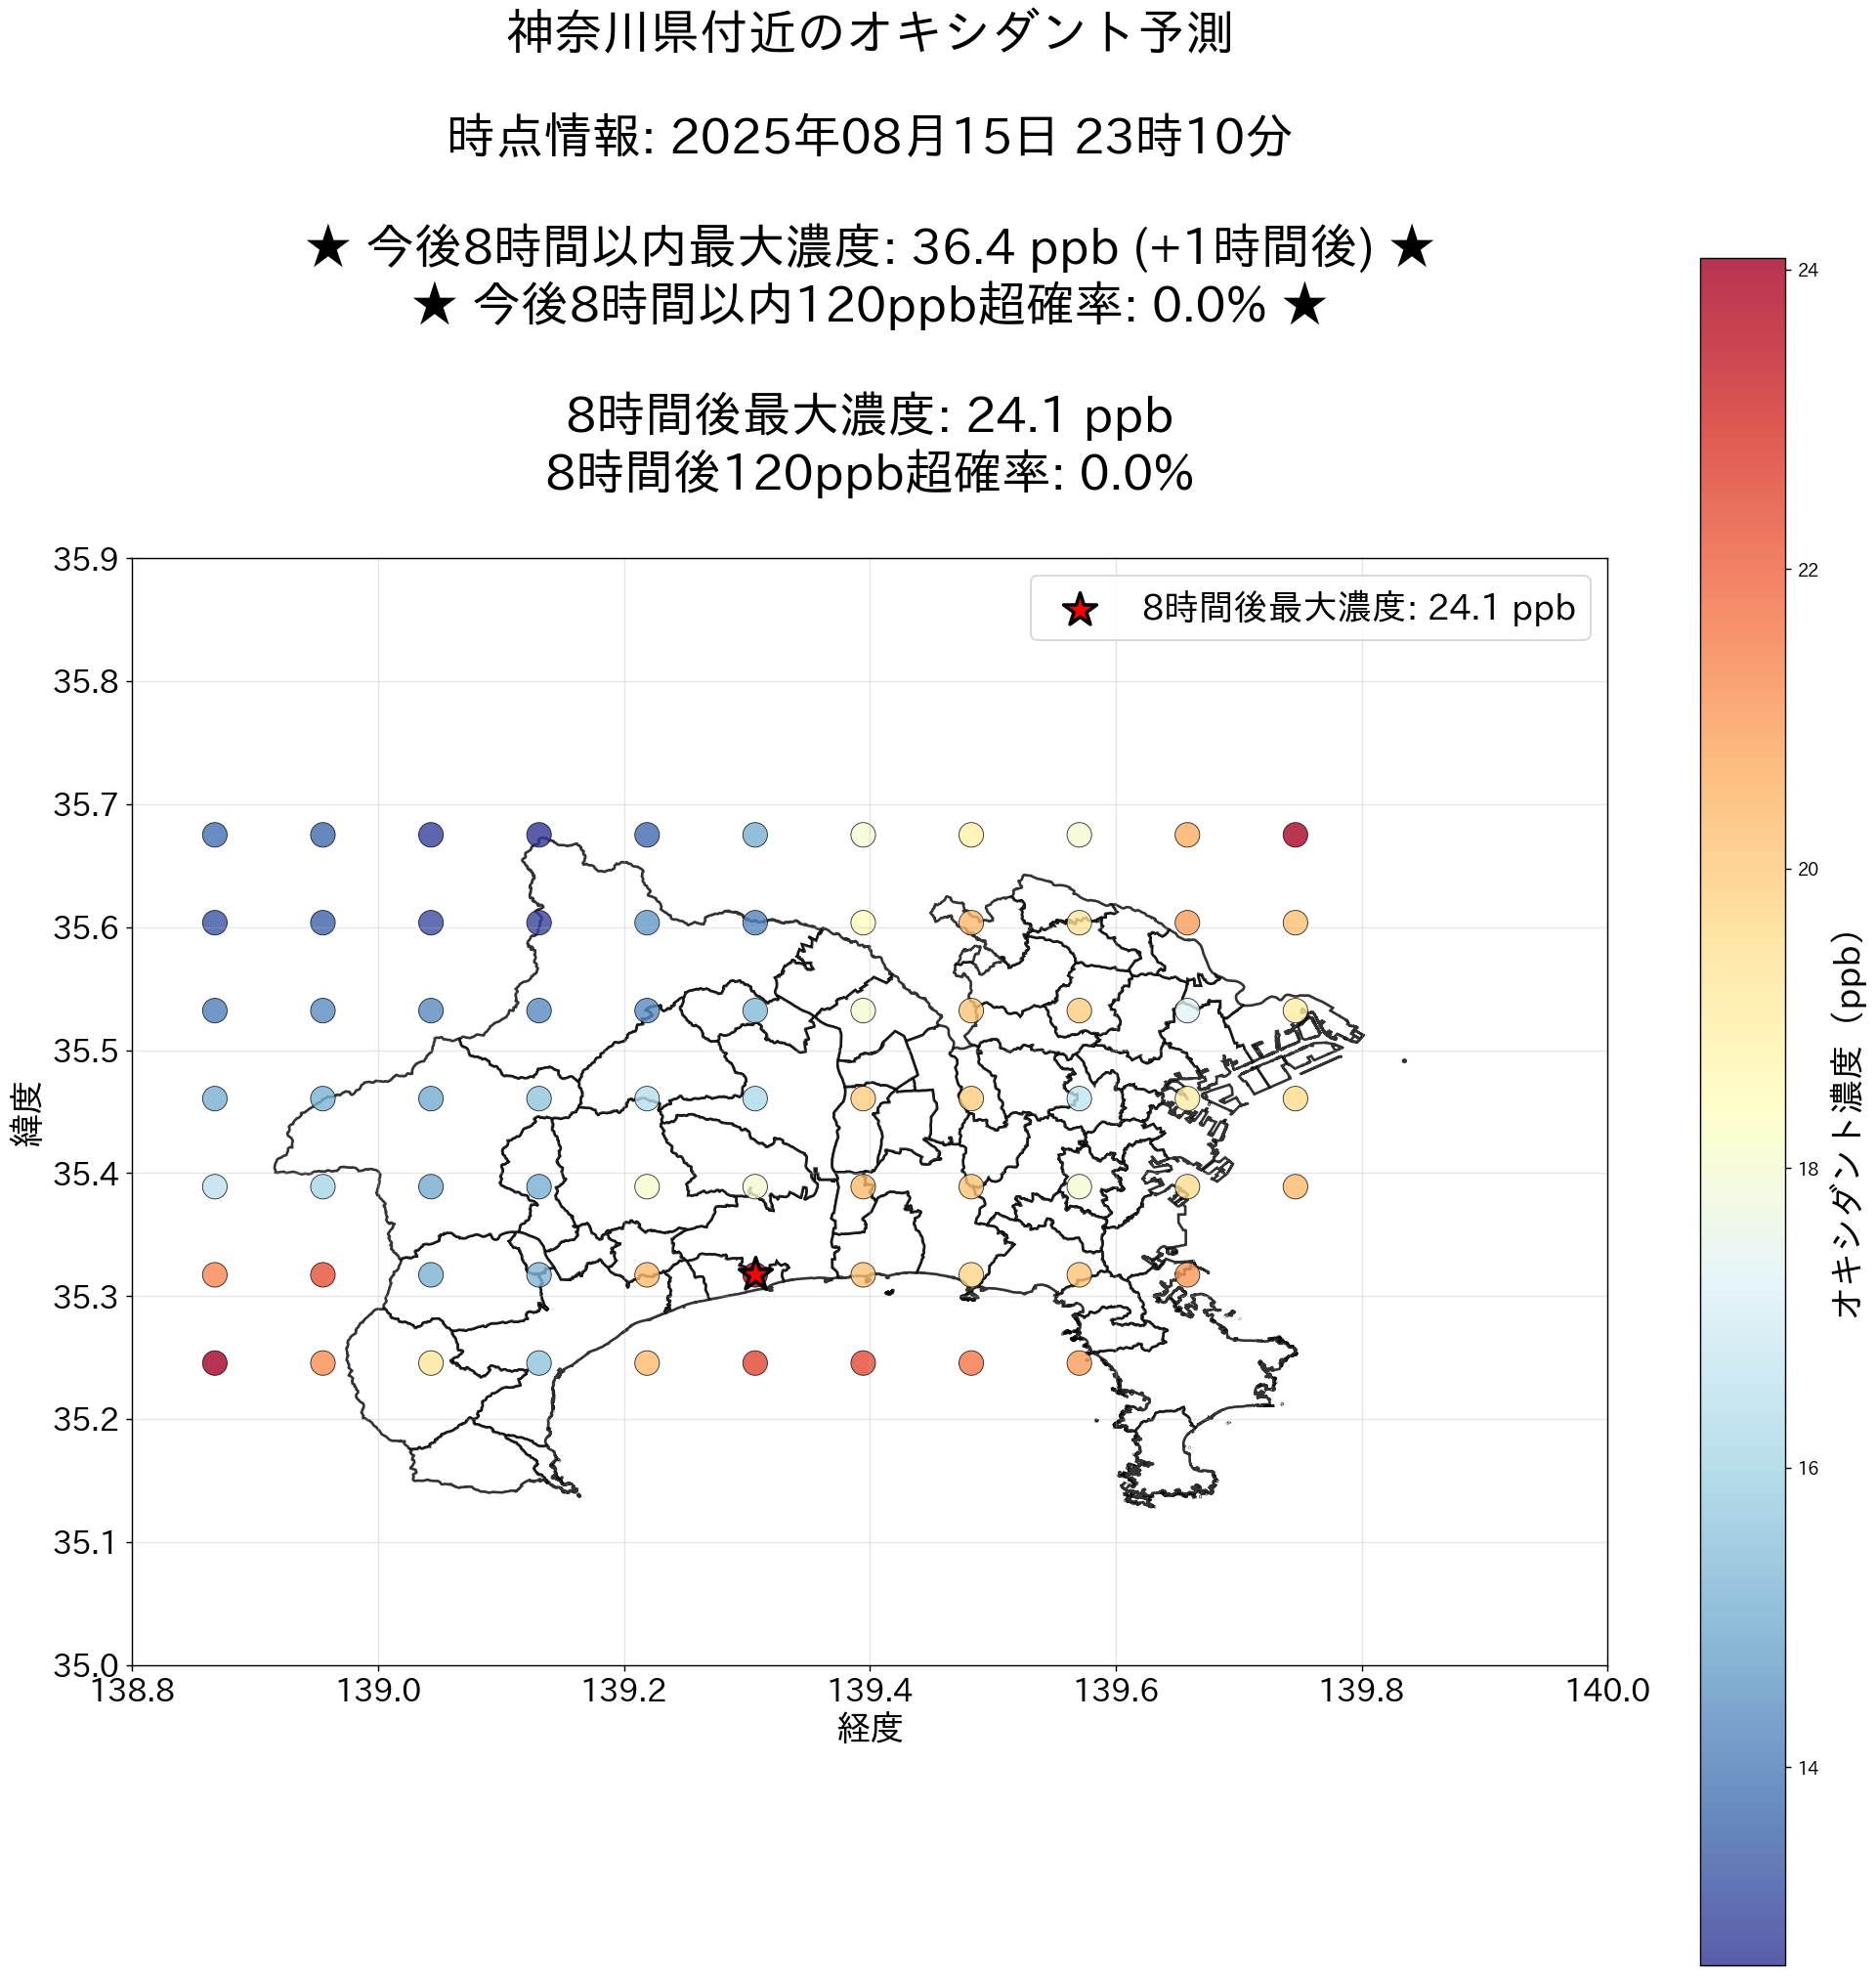 神奈川県付近のオキシダント予測
時点情報: 2025年08月15日 23時10分
★ 今後8時間以内最大濃度: 36.4 ppb (+1時間後) ★
★ 今後8時間以内120ppb超確率: 0.0% ★
8時間後最大濃度: 24.1 ppb
8時間後120ppb超確率: 0.0%
8時間後最大濃度: 24.1 ppb
35.9
35.8
35.7
35.6
35.5
35.4
35.3
35.2
35.1
35.0
緯度
138.8 139.0 139.2 139.4 139.6 139.8 140.0
経度
24
22
20
18
16
14
オキシダント濃度（ppb）